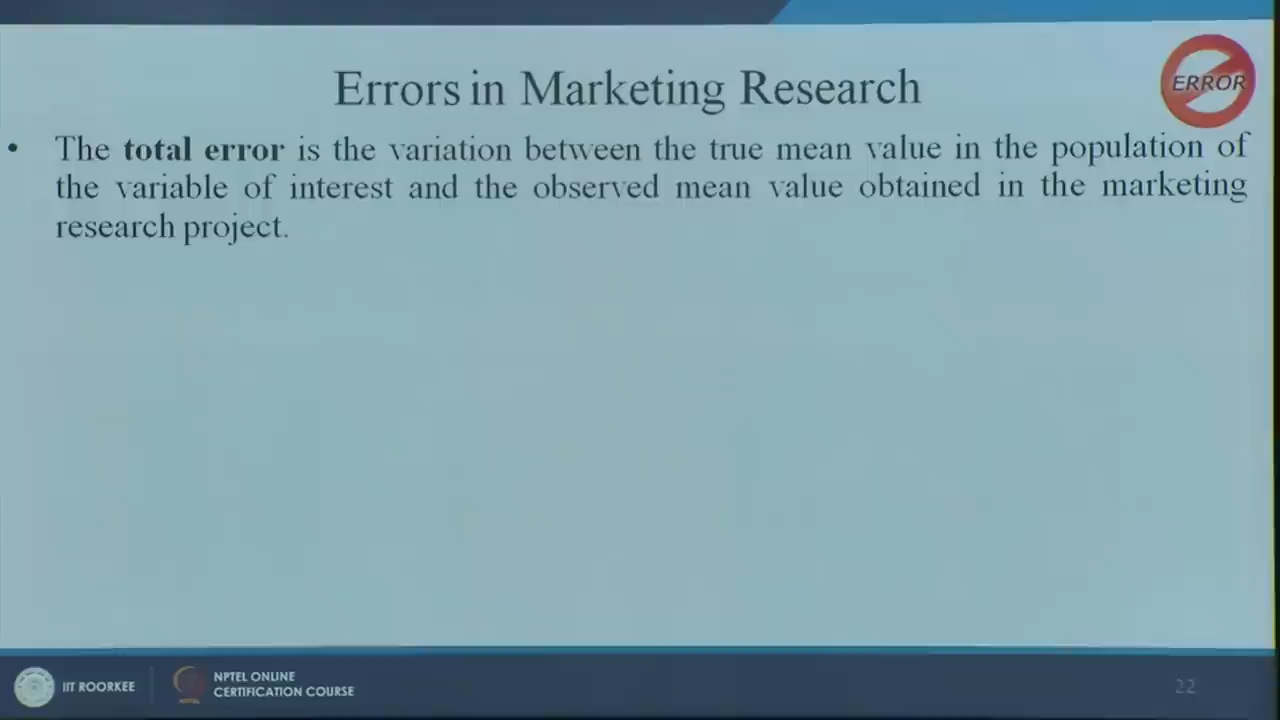 Errors in Marketing Research
ERROR
• The total error is the variation between the true mean value in the population of
the variable of interest and the observed mean value obtained in the marketing
research project.
IIT ROORKEE
NPTEL ONLINE
CERTIFICATION COURSE
22